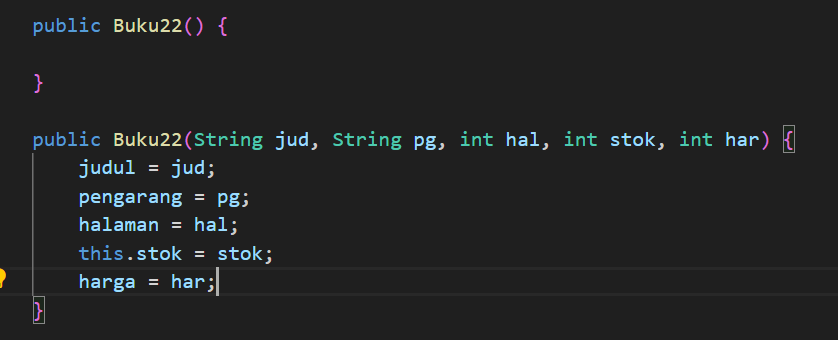 public Buku22() {
}
public Buku22(String jud, String pg, int hal, int stok, int har) {
judul = jud;
pengarang = pg;
halaman = hal;
this.stok = stok;
harga = har;
}